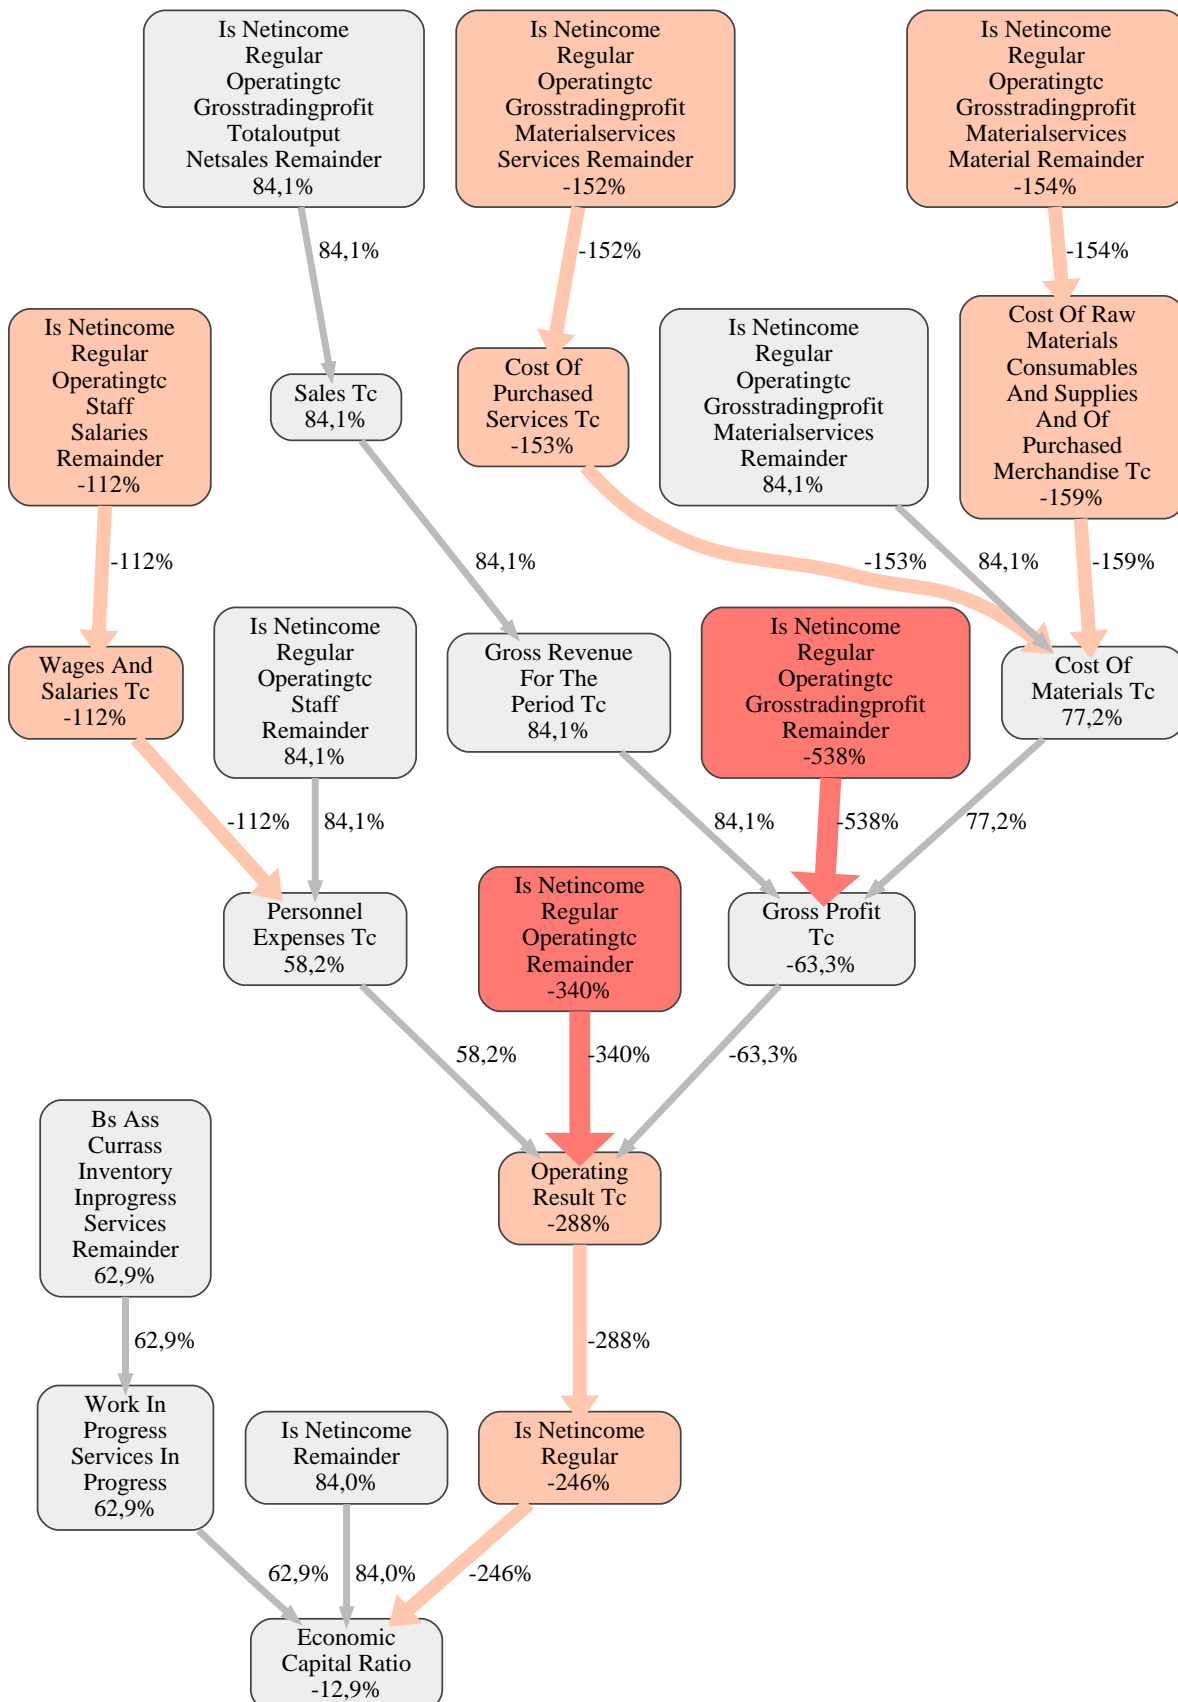 Is Netincome
Regular
Operatingtc
Grosstradingprofit
Totaloutput
Netsales Remainder
84,1%
Is Netincome
Regular
Operatingtc
Grosstradingprofit
Materialservices
Services Remainder
-152%
Is Netincome
Regular
Operatingtc
Grosstradingprofit
Materialservices
Material Remainder
-154%
84,1%
-152%
-154%
Is Netincome
Regular
Operatingtc
Staff
Salaries
Remainder
-112%
Sales Tc
84,1%
Cost Of
Purchased
Services Tc
-153%
Is Netincome
Regular
Operatingtc
Grosstradingprofit
Materialservices
Remainder
84,1%
Cost Of Raw
Materials
Consumables
And Supplies
And Of
Purchased
Merchandise Tc
-159%
-112%
84,1%
-153%
84,1%
-159%
Wages And
Salaries Tc
-112%
Is Netincome
Regular
Operatingtc
Staff
Remainder
84,1%
Gross Revenue
For The
Period Tc
84,1%
Is Netincome
Regular
Operatingtc
Grosstradingprofit
Remainder
-538%
Cost Of
Materials Tc
77,2%
-112%
84,1%
84,1%
-538%
77,2%
Personnel
Expenses Tc
58,2%
Is Netincome
Regular
Operatingtc
Remainder
-340%
Gross Profit
Tc
-63,3%
58,2%
-340%
-63,3%
Bs Ass
Currass
Inventory
Inprogress
Services
Remainder
62,9%
Operating
Result Tc
-288%
62,9%
-288%
Work In
Progress
Services In
Progress
62,9%
Is Netincome
Remainder
84,0%
Is Netincome
Regular
-246%
62,9%
84,0%
-246%
Economic
Capital Ratio
-12,9%